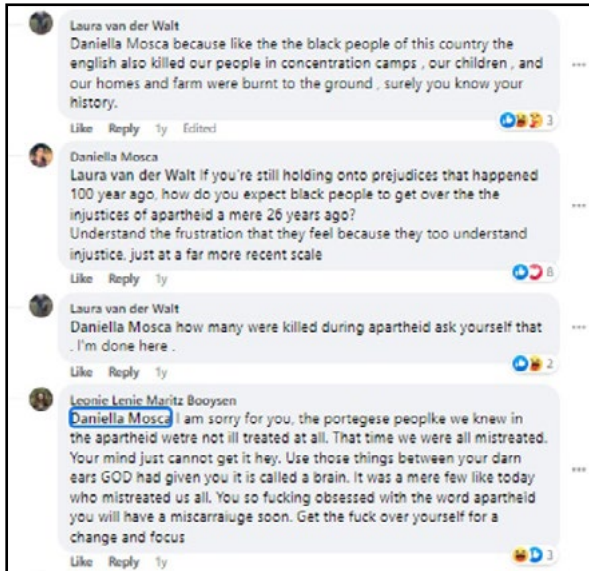 Laura van der Walt
Daniella Mosca because like the the black people of this country the
english also killed our people in concentration camps , our children , and
our homes and farm were burnt to the ground , surely you know your
history.
Like Reply 1y Edited
3
Daniella Mosca
Laura van der Walt If you're still holding onto prejudices that happened
100 year ago, how do you expect black people to get over the the
injustices of apartheid a mere 26 years ago?
Understand the frustration that they feel because they too understand
injustice, just at a far more recent scale
Like Reply 1y
8
Laura van der Walt
Daniella Mosca how many were killed during apartheid ask yourself that
. I'm done here .
Like Reply 1y
2
Leonie Lenie Maritz Booysen
Daniella Mosca I am sorry for you, the portegese peoplke we knew in
the apartheid wetre not ill treated at all. That time we were all mistreated.
Your mind just cannot get it hey. Use those things between your darn
ears GOD had given you it is called a brain. It was a mere few like today
who mistreated us all. You so fucking obsessed with the word apartheid
you will have a miscarraiuge soon. Get the fuck over yourself for a
change and focus
Like Reply 1y
3